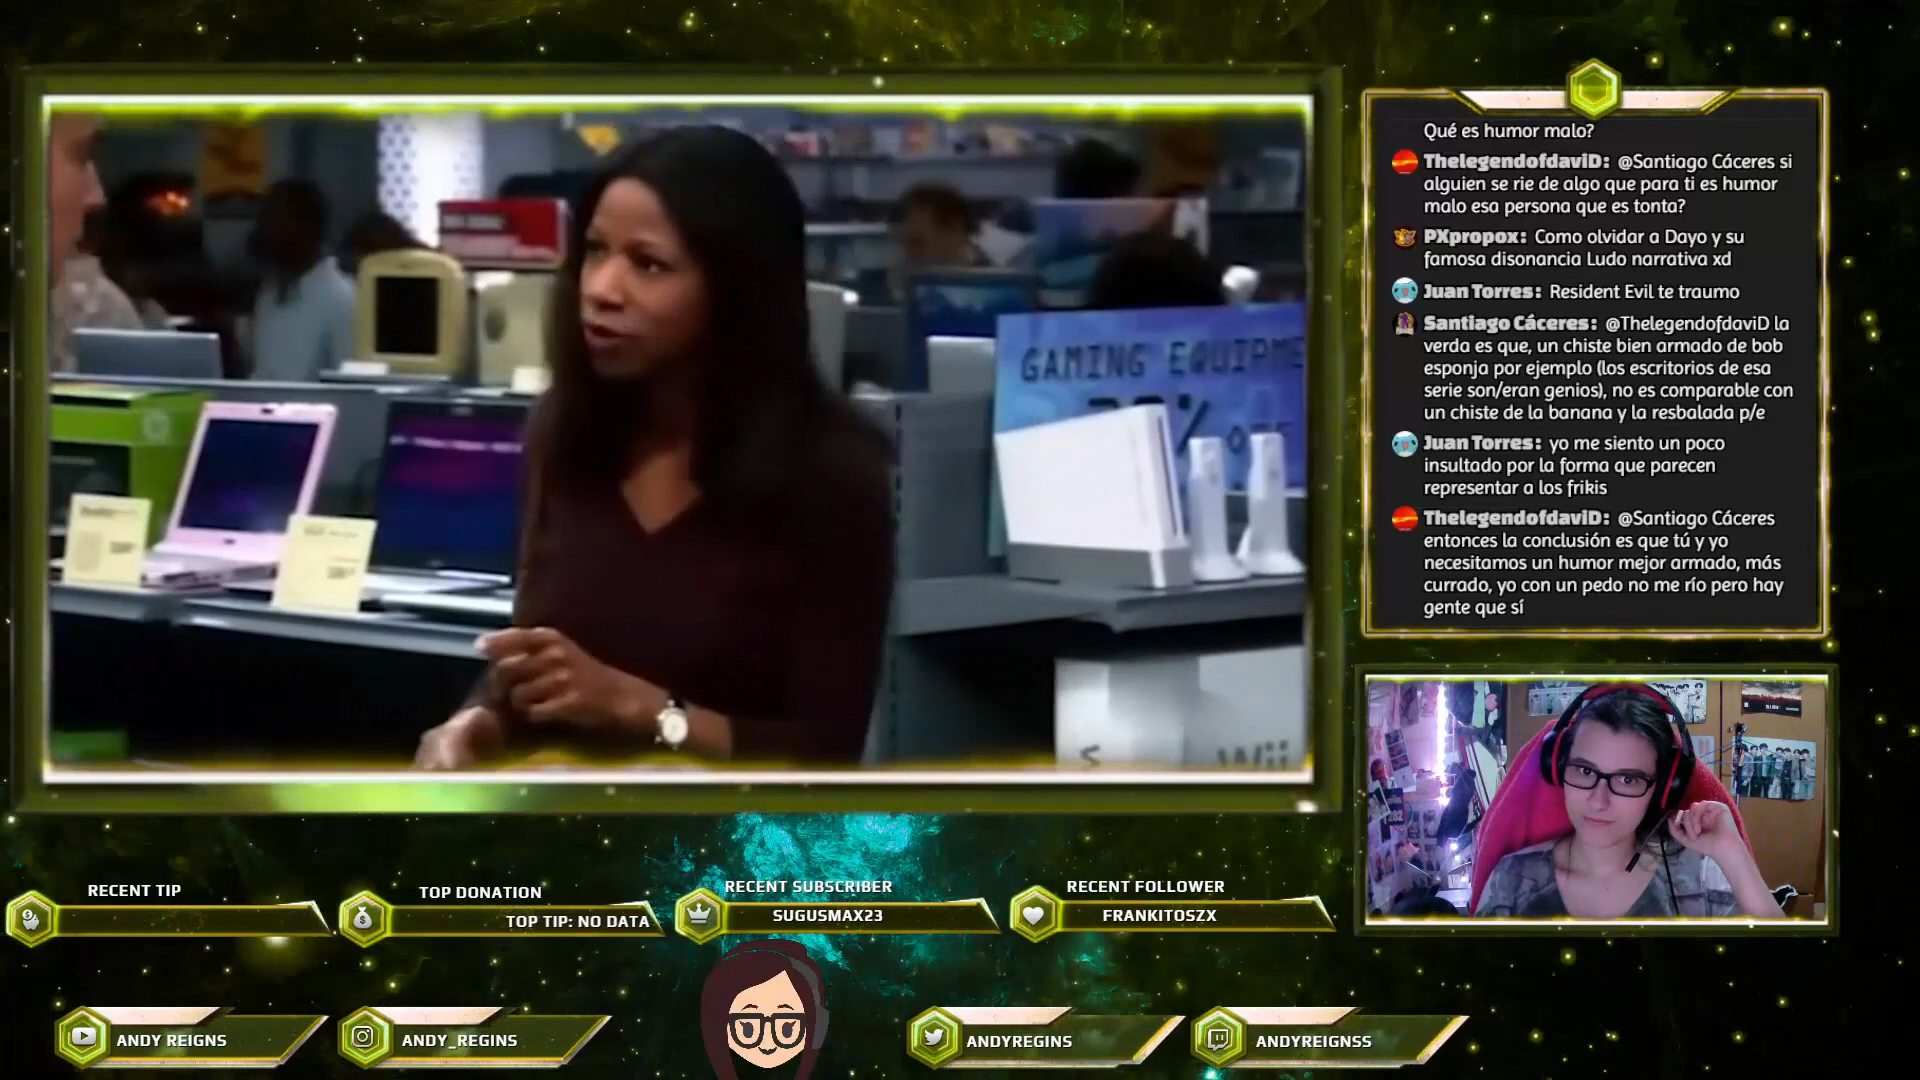 GAMING EQUIPME
% OFF
Wii
Qué es humor malo?
ThelegendofdaviD: @Santiago Cáceres si
alguien se rie de algo que para ti es humor
malo esa persona que es tonta?
PXpropox: Como olvidar a Dayo y su
famosa disonancia Ludo narrativa xd
Juan Torres: Resident Evil te traumo
Santiago Cáceres: @ThelegendofdaviD la
verda es que, un chiste bien armado de bob
esponja por ejemplo (los escritorios de esa
serie son/eran genios), no es comparable con
un chiste de la banana y la resbalada p/e
Juan Torres: yo me siento un poco
insultado por la forma que parecen
representar a los frikis
ThelegendofdaviD: @Santiago Cáceres
entonces la conclusión es que tú y yo
necesitamos un humor mejor armado, más
currado, yo con un pedo no me río pero hay
gente que sí
RECENT TIP
TOP DONATION
TOP TIP: NO DATA
RECENT SUBSCRIBER
SUGUSMAX23
RECENT FOLLOWER
FRANKITOSZX
ANDY REIGNS
ANDY_REGINS
ANDYREGINS
ANDYREIGNSS